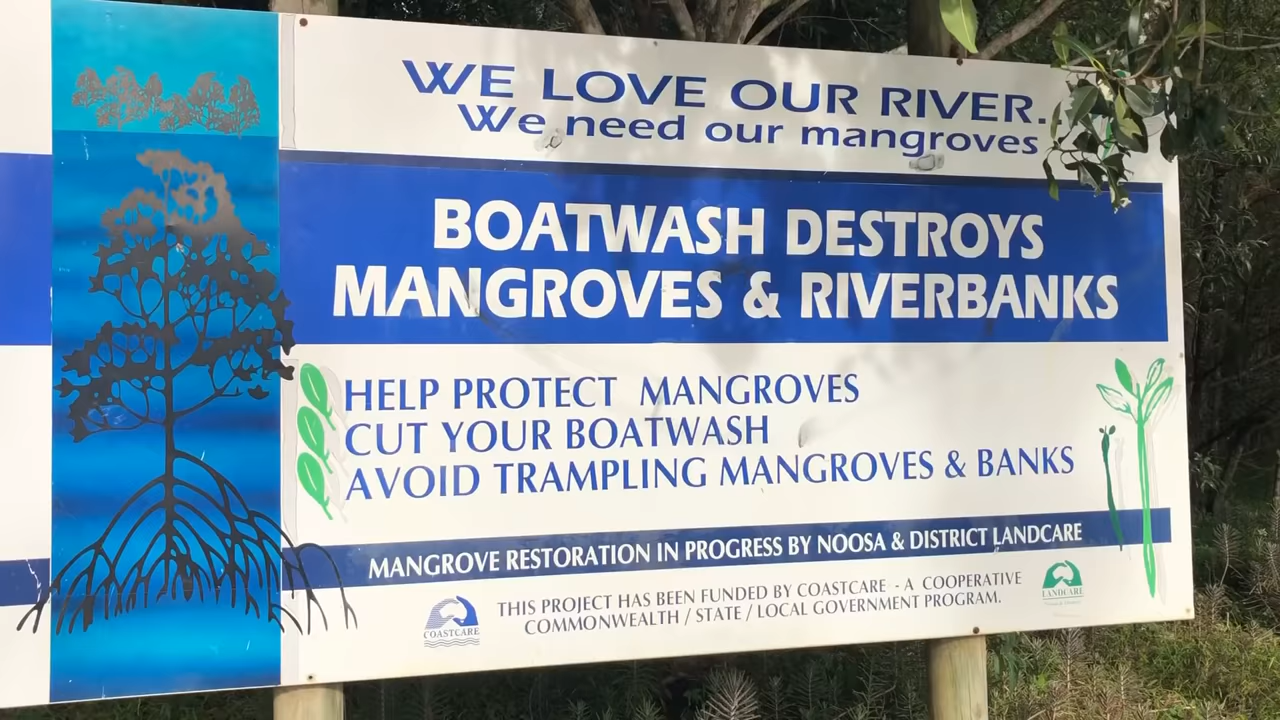 WE LOVE OUR RIVER.
We need our mangroves
BOATWASH DESTROYS
MANGROVES & RIVERBANKS
HELP PROTECT MANGROVES
CUT YOUR BOATWASH
AVOID TRAMPLING MANGROVES & BANKS
MANGROVE RESTORATION IN PROGRESS BY NOOSA & DISTRICT LANDCARE
THIS PROJECT HAS BEEN FUNDED BY COASTCARE - A COOPERATIVE
COMMONWEALTH / STATE / LOCAL GOVERNMENT PROGRAM.
COASTCARE
LANDCARE